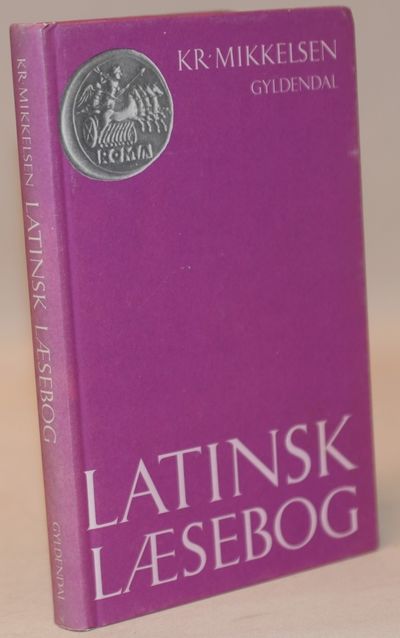 KR·MIKKELSEN
GYLDENDAL
ROMA
LATINSK
LÆSEBOG
KR·MIKKELSEN LATINSK LÆSEBOG
GYLDENDAL